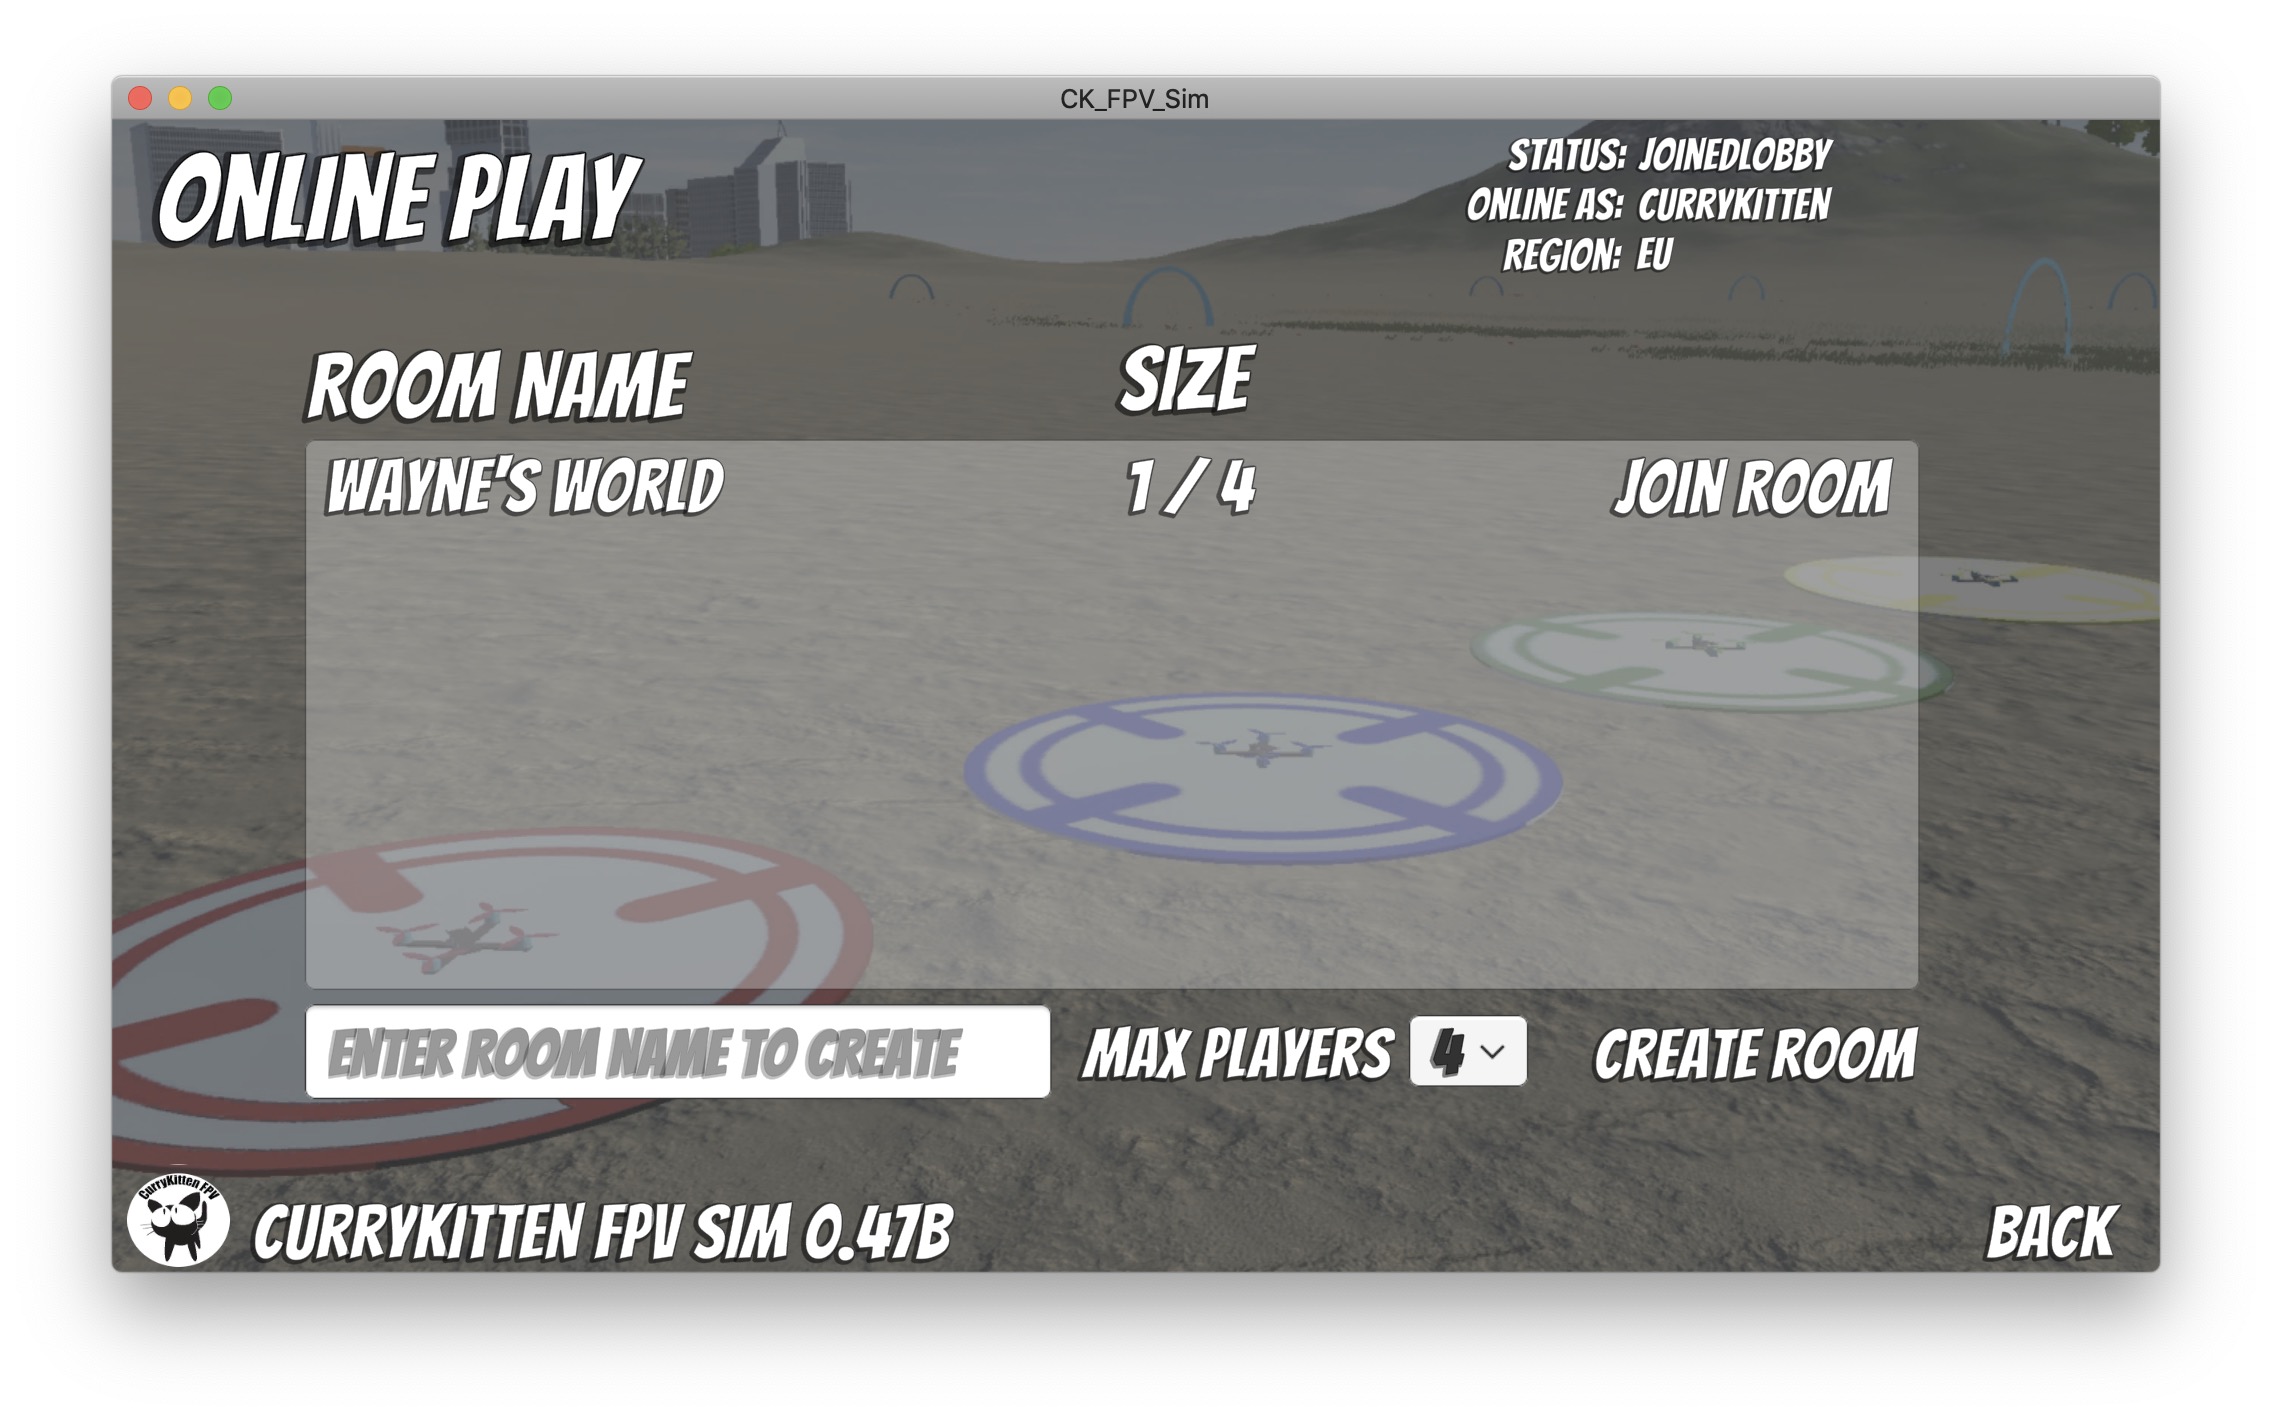 CK_FPV_Sim
ONLINE PLAY
STATUS: JOINEDLOBBY
ONLINE AS: CURRYKITTEN
REGION: EU
ROOM NAME SIZE
WAYNE'S WORLD 1 / 4 JOIN ROOM
ENTER ROOM NAME TO CREATE MAX PLAYERS 4 CREATE ROOM
CurryKitten FPV
CURRYKITTEN FPV SIM 0.47B BACK